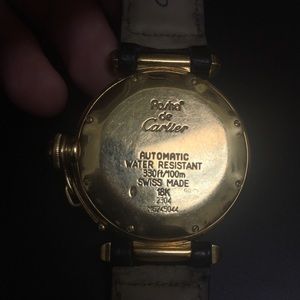 Pasha
de
Cartier
AUTOMATIC
WATER RESISTANT
330ft/100m
SWISS MADE
18K
2304